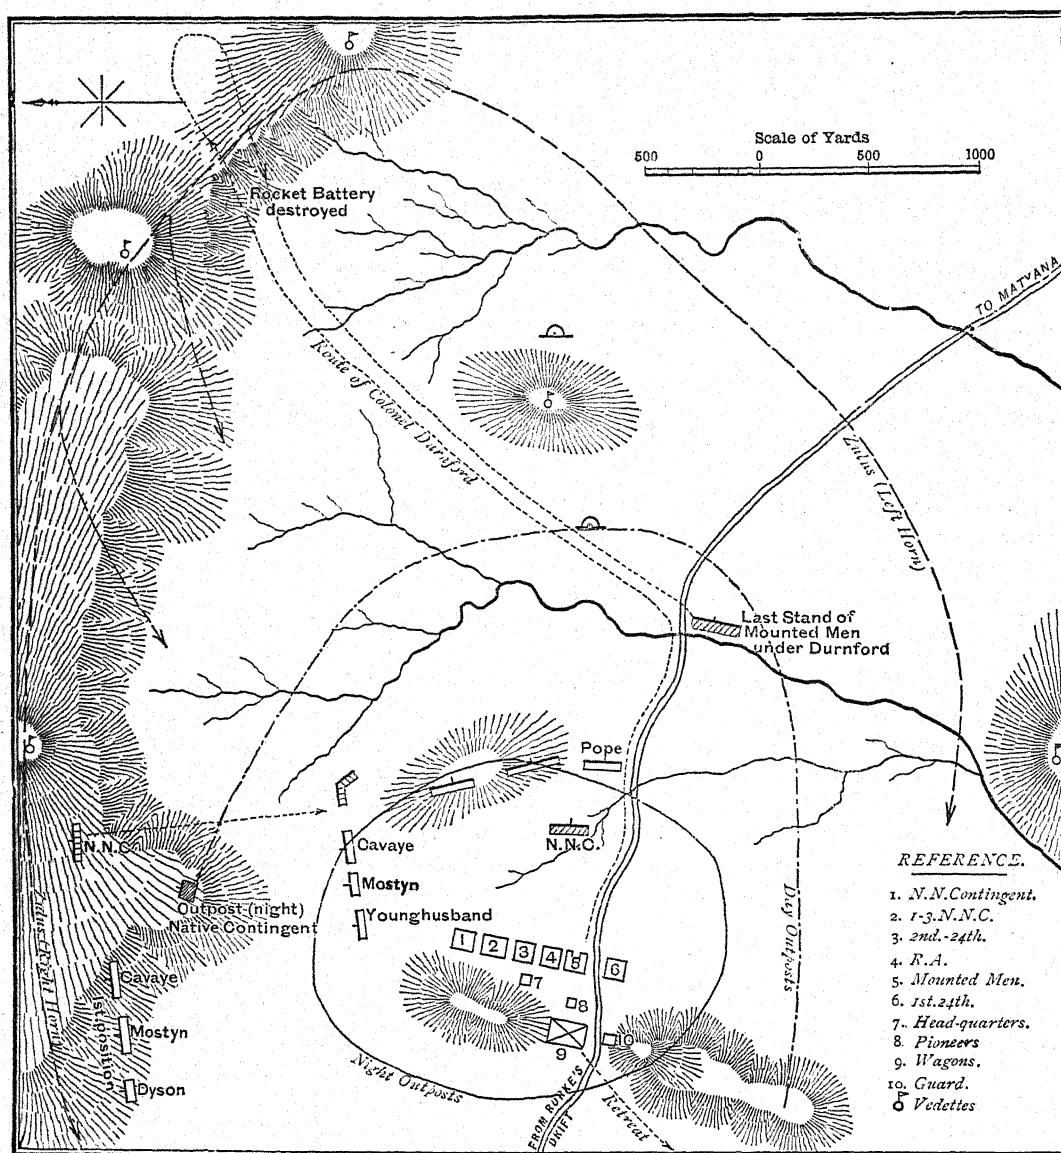 Scale of Yards
500 0 500 1000
Rocket Battery
destroyed
TO MATYANA
Route of Colonel Durnford
Zulus (Left Horn)
Last Stand of
Mounted Men
under Durnford
Pope
N.N.C.
N.N.C.
Cavaye
Mostyn
Younghusband
Outpost (night)
Native Contingent
Zulus Right Horn
1st position
Cavaye
Mostyn
Dyson
1 2 3 4 5 6
7
8
9
10
Day Outposts
Night Outposts
FROM RORKE'S
DRIFT
Retreat
REFERENCE.
1. N.N.Contingent.
2. 1-3.N.N.C.
3. 2nd.-24th.
4. R.A.
5. Mounted Men.
6. 1st.24th.
7. Head-quarters.
8. Pioneers
9. Wagons.
10. Guard.
Vedettes